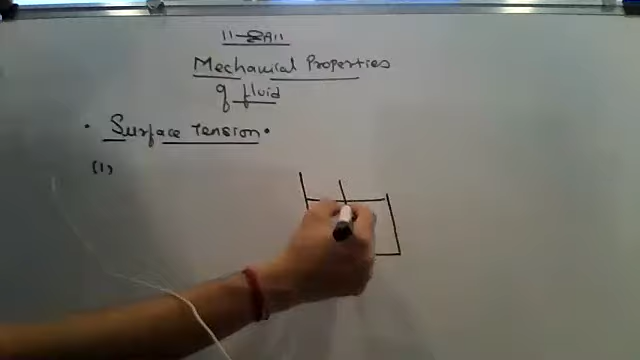 Mechanical Properties
of fluid
• Surface Tension •
(1)